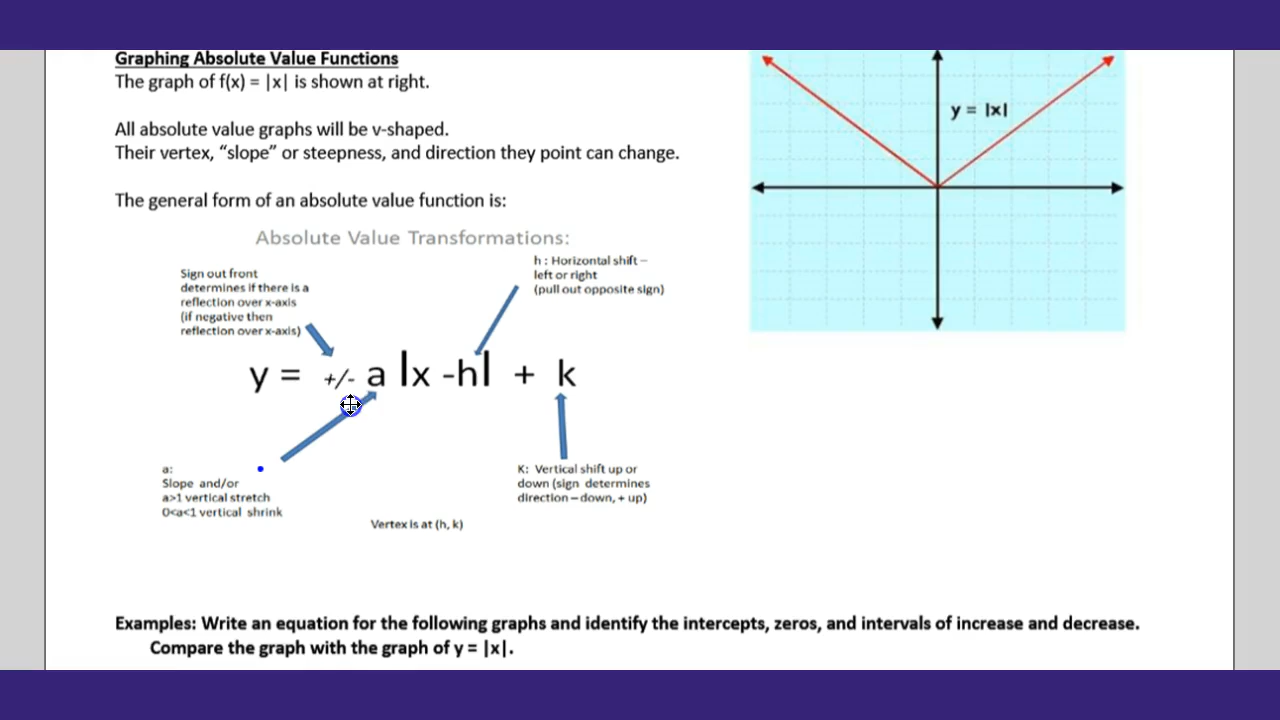 Graphing Absolute Value Functions
The graph of f(x) = |x| is shown at right.
y = |x|
All absolute value graphs will be v-shaped.
Their vertex, “slope” or steepness, and direction they point can change.
The general form of an absolute value function is:
Absolute Value Transformations:
Sign out front
determines if there is a
reflection over x-axis
(if negative then
reflection over x-axis)
h : Horizontal shift –
left or right
(pull out opposite sign)
y = +/- a |x -h| + k
a:
Slope and/or
a>1 vertical stretch
0<a<1 vertical shrink
K: Vertical shift up or
down (sign determines
direction – down, + up)
Vertex is at (h, k)
Examples: Write an equation for the following graphs and identify the intercepts, zeros, and intervals of increase and decrease.
Compare the graph with the graph of y = |x|.